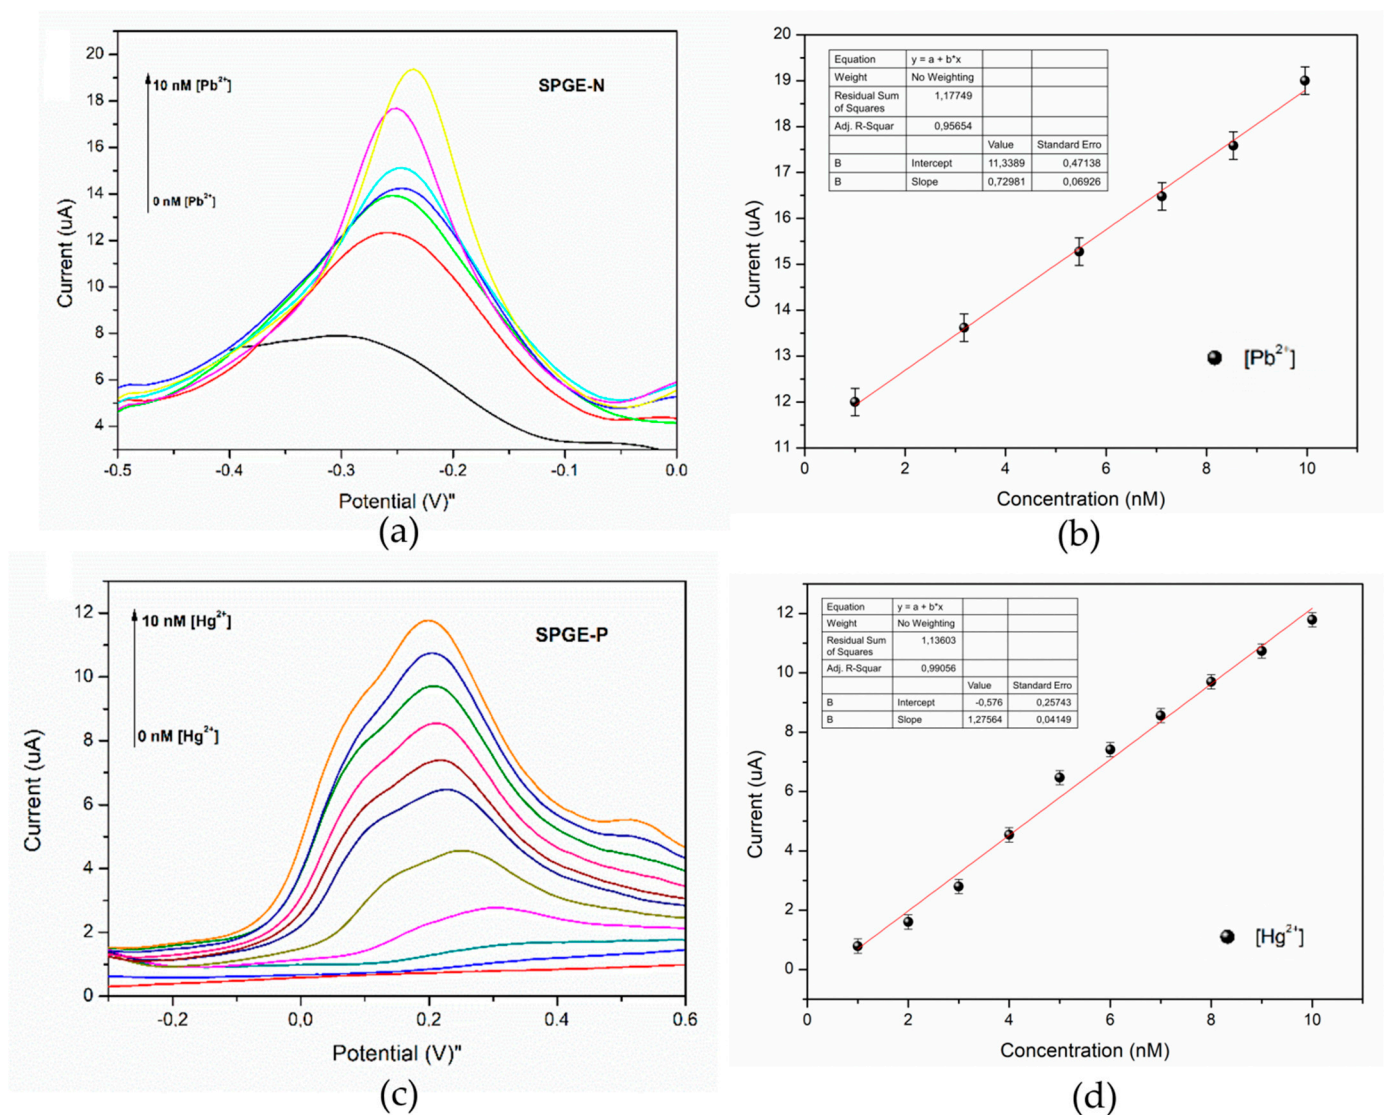 20
18
16
14
12
10
8
6
4
-0.5
-0.4
-0.3
-0.2
-0.1
0.0
Current (uA)
Potential (V)"
10 nM [Pb²⁺]
0 nM [Pb²⁺]
SPGE-N
(a)
20
19
18
17
16
15
14
13
12
11
0
2
4
6
8
10
Current (uA)
Concentration (nM)
Equation y = a + b*x
Weight No Weighting
Residual Sum
of Squares 1,17749
Adj. R-Squar 0,95654
Value Standard Erro
B Intercept 11,3389 0,47138
B Slope 0,72981 0,06926
[Pb²⁺]
(b)
12
10
8
6
4
2
0
-0.2
0,0
0.2
0.4
0.6
Current (uA)
Potential (V)"
10 nM [Hg²⁺]
0 nM [Hg²⁺]
SPGE-P
(c)
12
10
8
6
4
2
0
0
2
4
6
8
10
Current (uA)
Concentration (nM)
Equation y = a + b*x
Weight No Weighting
Residual Sum
of Squares 1,13603
Adj. R-Squar 0,99056
Value Standard Erro
B Intercept -0,576 0,25743
B Slope 1,27564 0,04149
[Hg²⁺]
(d)